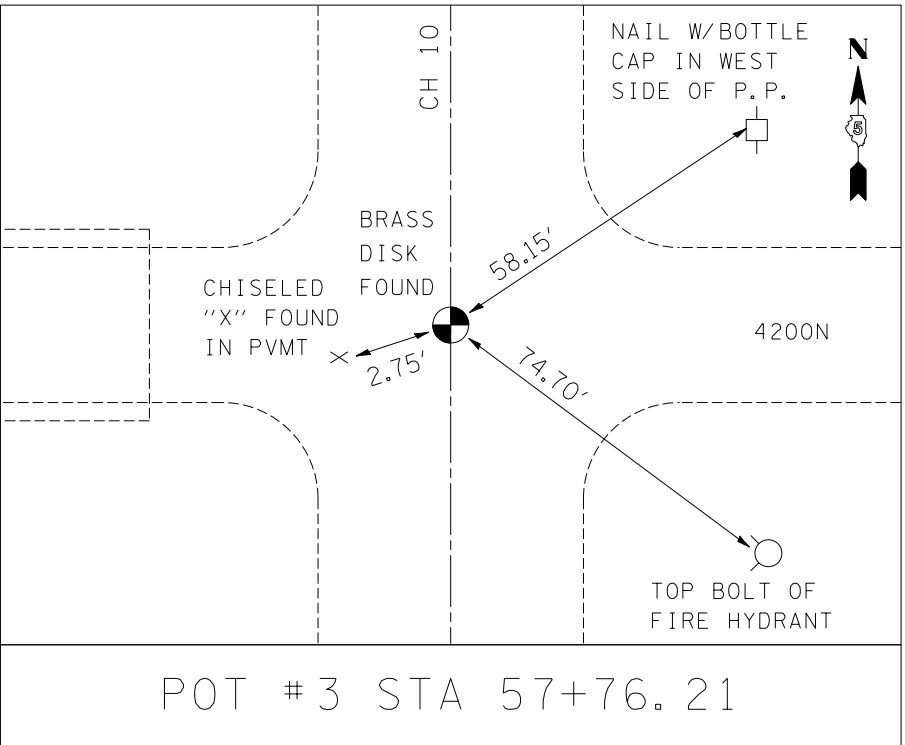 CH 10
NAIL W/BOTTLE
CAP IN WEST
SIDE OF P.P.
N
5
BRASS
DISK
FOUND
58.15'
CHISELED
"X" FOUND
IN PVMT
X
2.75'
4200N
74.70'
TOP BOLT OF
FIRE HYDRANT
POT #3 STA 57+76.21